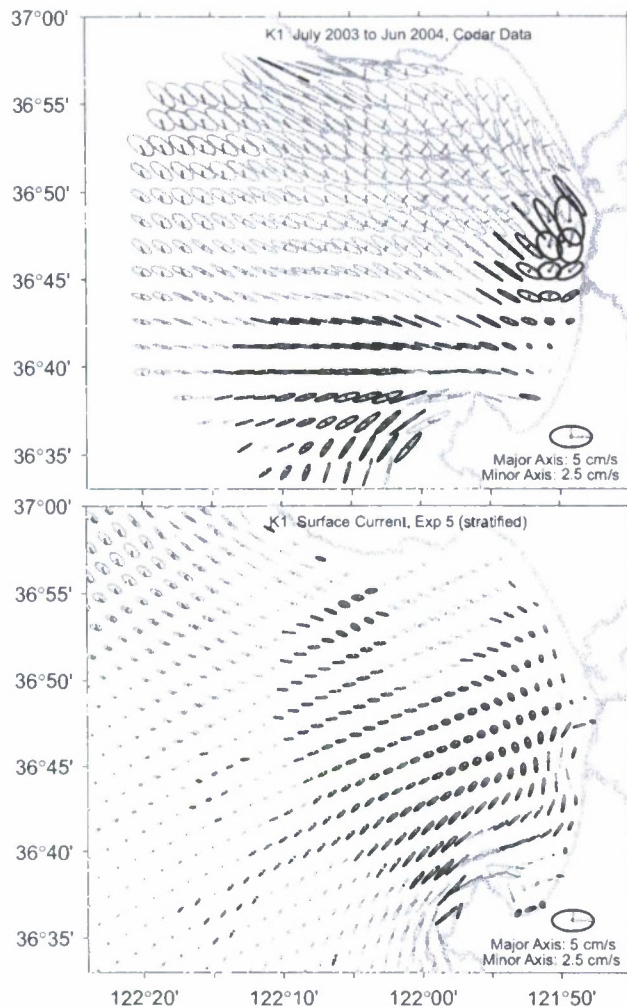 K1 July 2003 to Jun 2004, Codar Data
37°00'
36°55'
36°50'
36°45'
36°40'
36°35'
Major Axis: 5 cm/s
Minor Axis: 2.5 cm/s
K1 Surface Current, Exp 5 (stratified)
37°00'
36°55'
36°50'
36°45'
36°40'
36°35'
Major Axis: 5 cm/s
Minor Axis: 2.5 cm/s
122°20' 122°10' 122°00' 121°50'